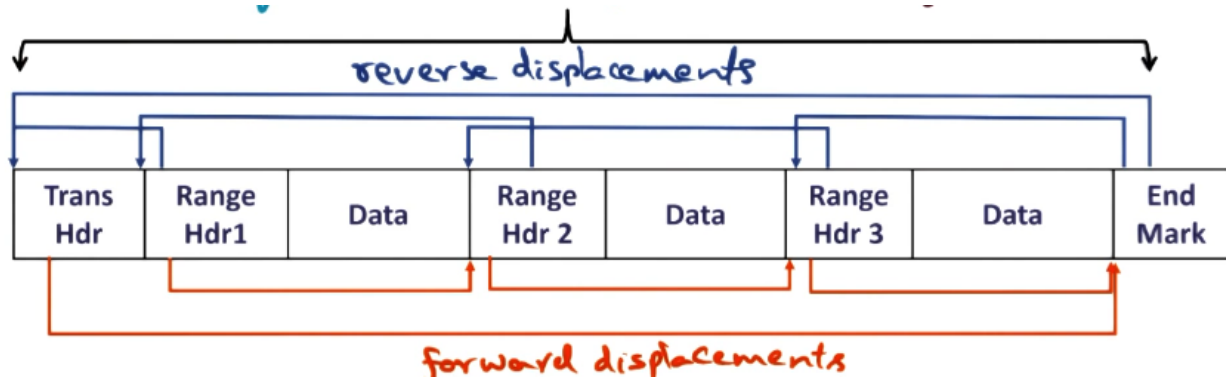 reverse displacements
Trans Hdr
Range Hdr1
Data
Range Hdr 2
Data
Range Hdr 3
Data
End Mark
forward displacements